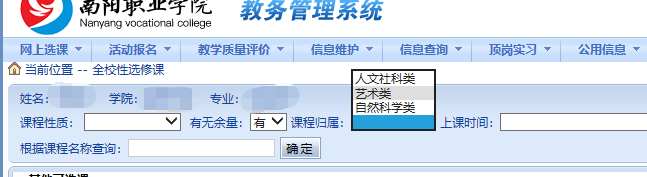 南阳职业学院 教务管理系统
Nanyang vocational college
网上选课 活动报名 教学质量评价 信息维护 信息查询 顶岗实习 公用信息
当前位置 -- 全校性选修课
人文社科类
姓名: 学院: 专业:
艺术类
自然科学类
课程性质: 有无余量: 有 课程归属: 上课时间:
根据课程名称查询: 确定
其他可选课